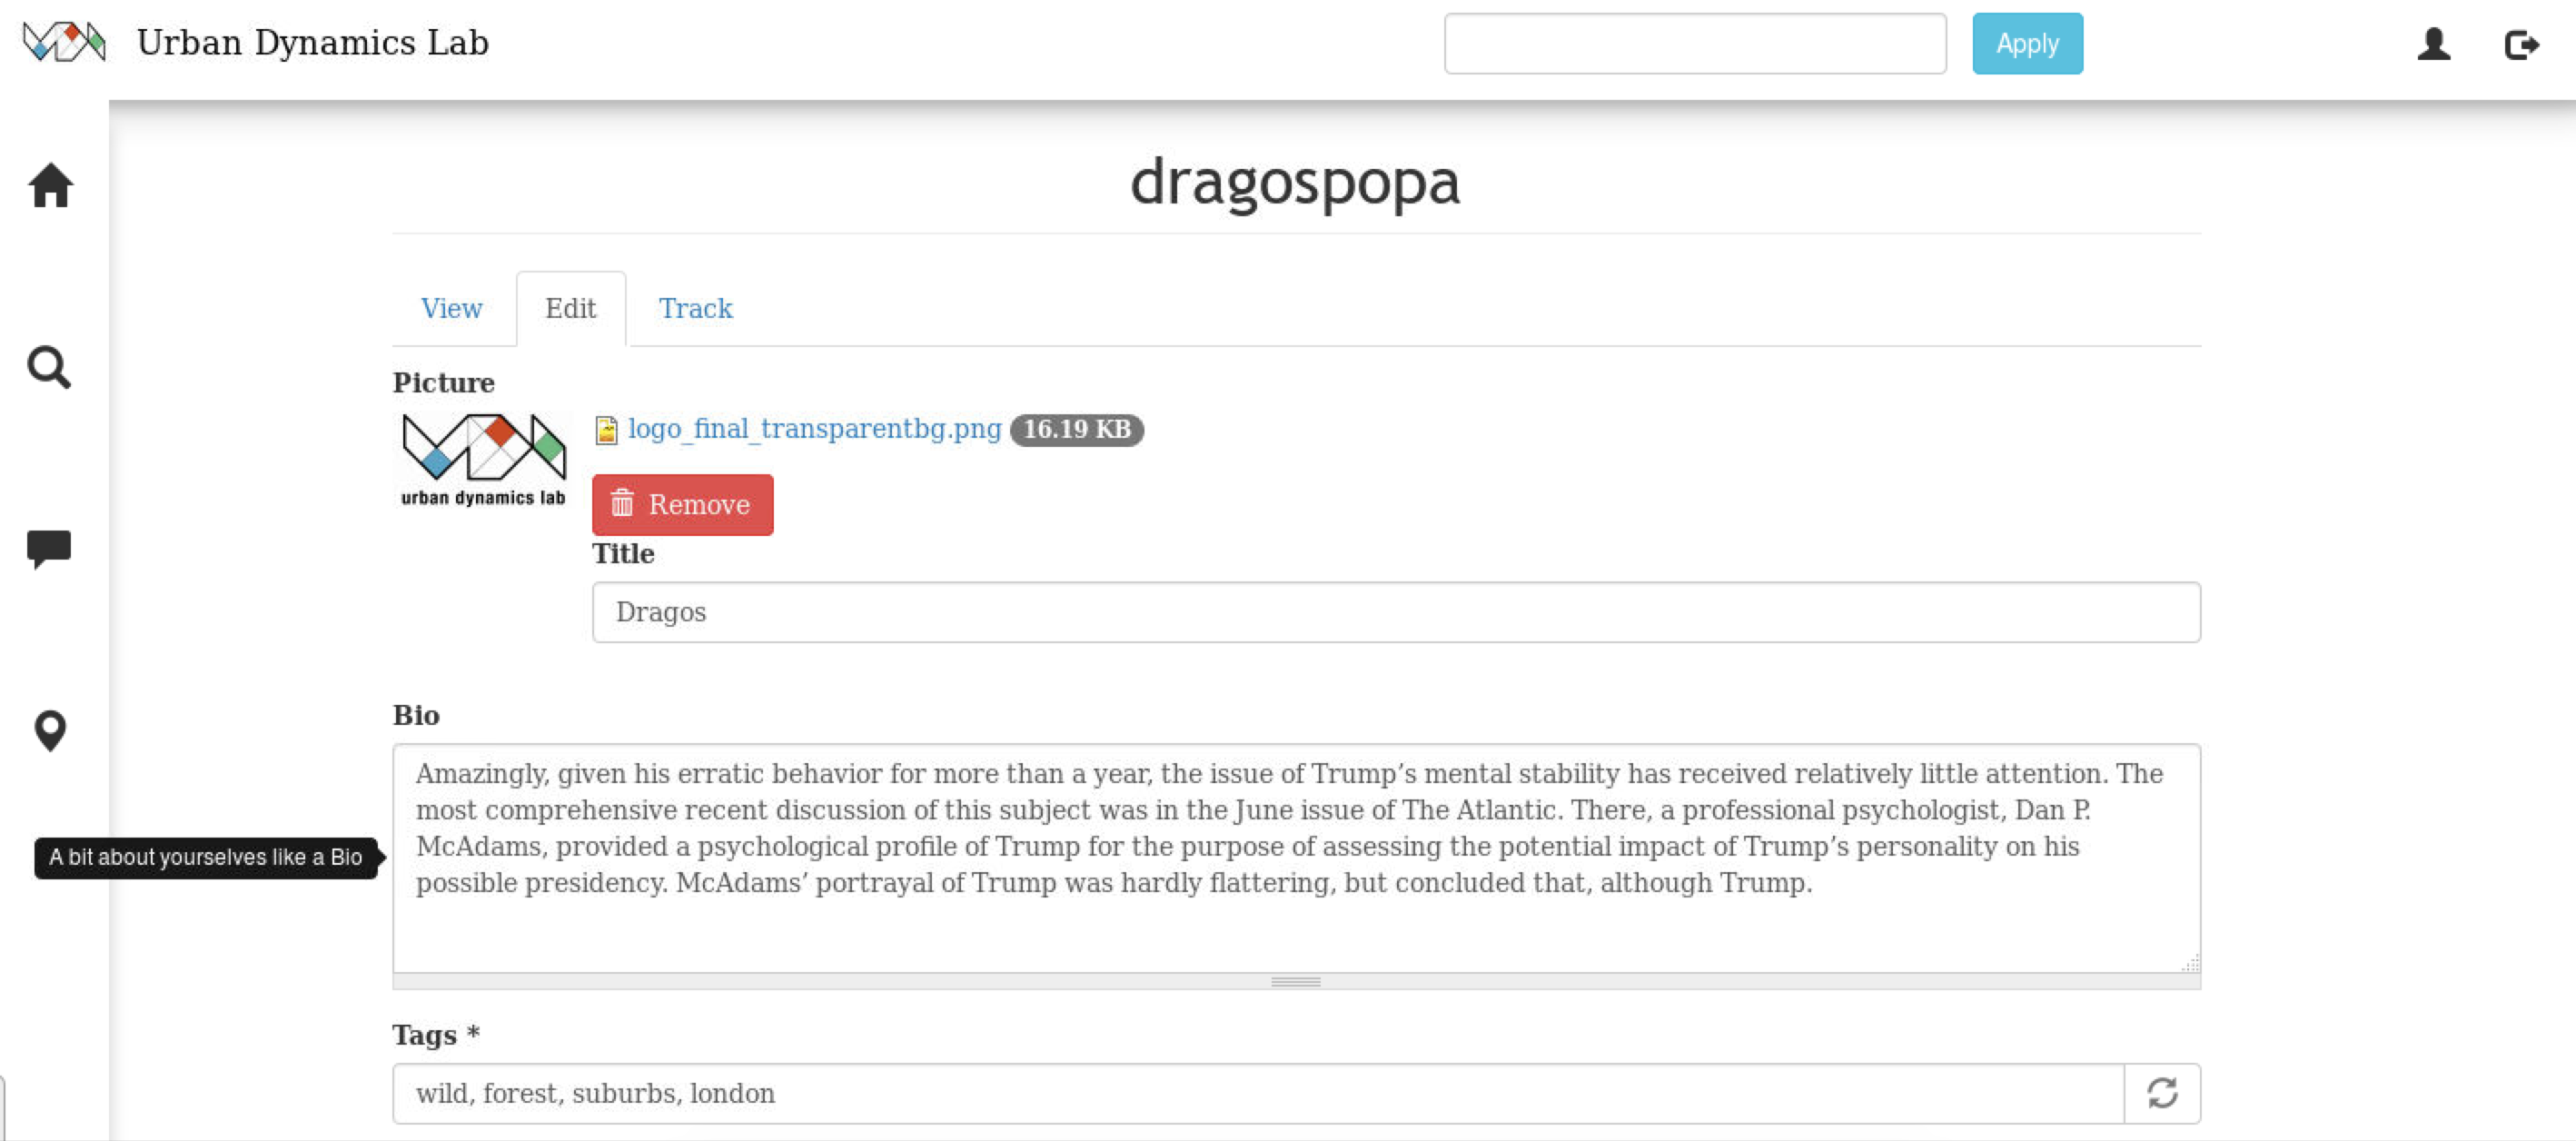 Urban Dynamics Lab
Apply
dragospopa
View Edit Track
Picture
urban dynamics lab
logo_final_transparentbg.png 16.19 KB
Remove
Title
Dragos
Bio
Amazingly, given his erratic behavior for more than a year, the issue of Trump’s mental stability has received relatively little attention. The
most comprehensive recent discussion of this subject was in the June issue of The Atlantic. There, a professional psychologist, Dan P.
McAdams, provided a psychological profile of Trump for the purpose of assessing the potential impact of Trump’s personality on his
possible presidency. McAdams’ portrayal of Trump was hardly flattering, but concluded that, although Trump.
A bit about yourselves like a Bio
Tags *
wild, forest, suburbs, london